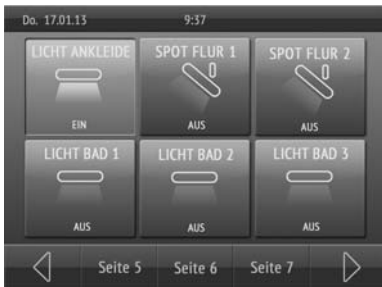 Do. 17.01.13 9:37
LICHT ANKLEIDE SPOT FLUR 1 SPOT FLUR 2
EIN AUS AUS
LICHT BAD 1 LICHT BAD 2 LICHT BAD 3
AUS AUS AUS
Seite 5 Seite 6 Seite 7